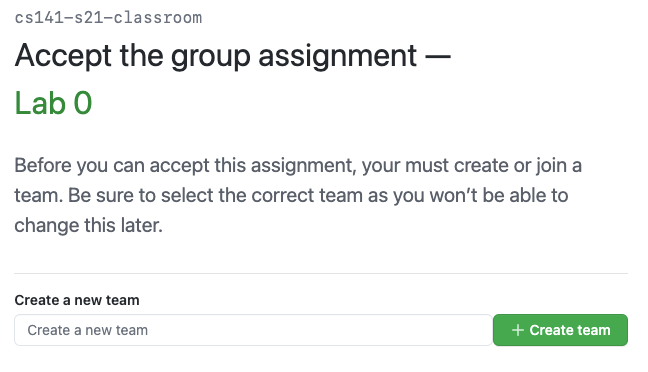 cs141-s21-classroom
Accept the group assignment —
Lab 0
Before you can accept this assignment, your must create or join a
team. Be sure to select the correct team as you won't be able to
change this later.
Create a new team
Create a new team
+ Create team